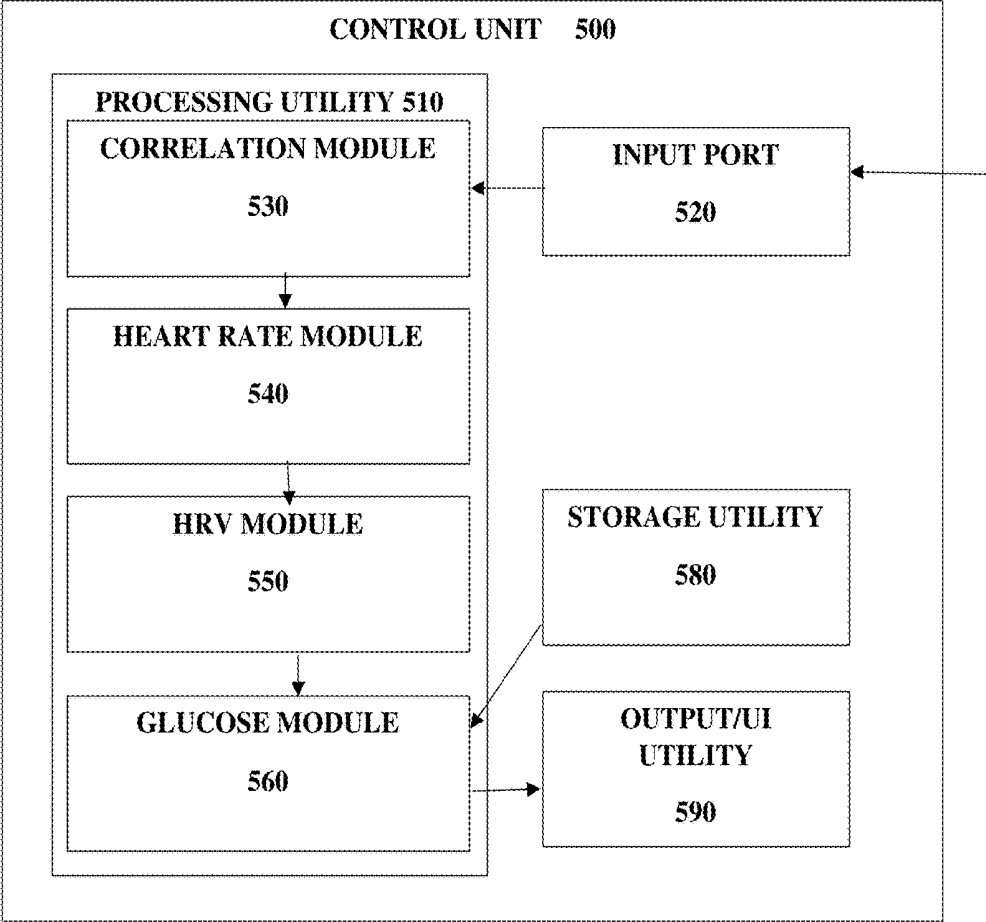 CONTROL UNIT 500
PROCESSING UTILITY 510
CORRELATION MODULE
530
INPUT PORT
520
HEART RATE MODULE
540
HRV MODULE
550
STORAGE UTILITY
580
GLUCOSE MODULE
560
OUTPUT/UI
UTILITY
590